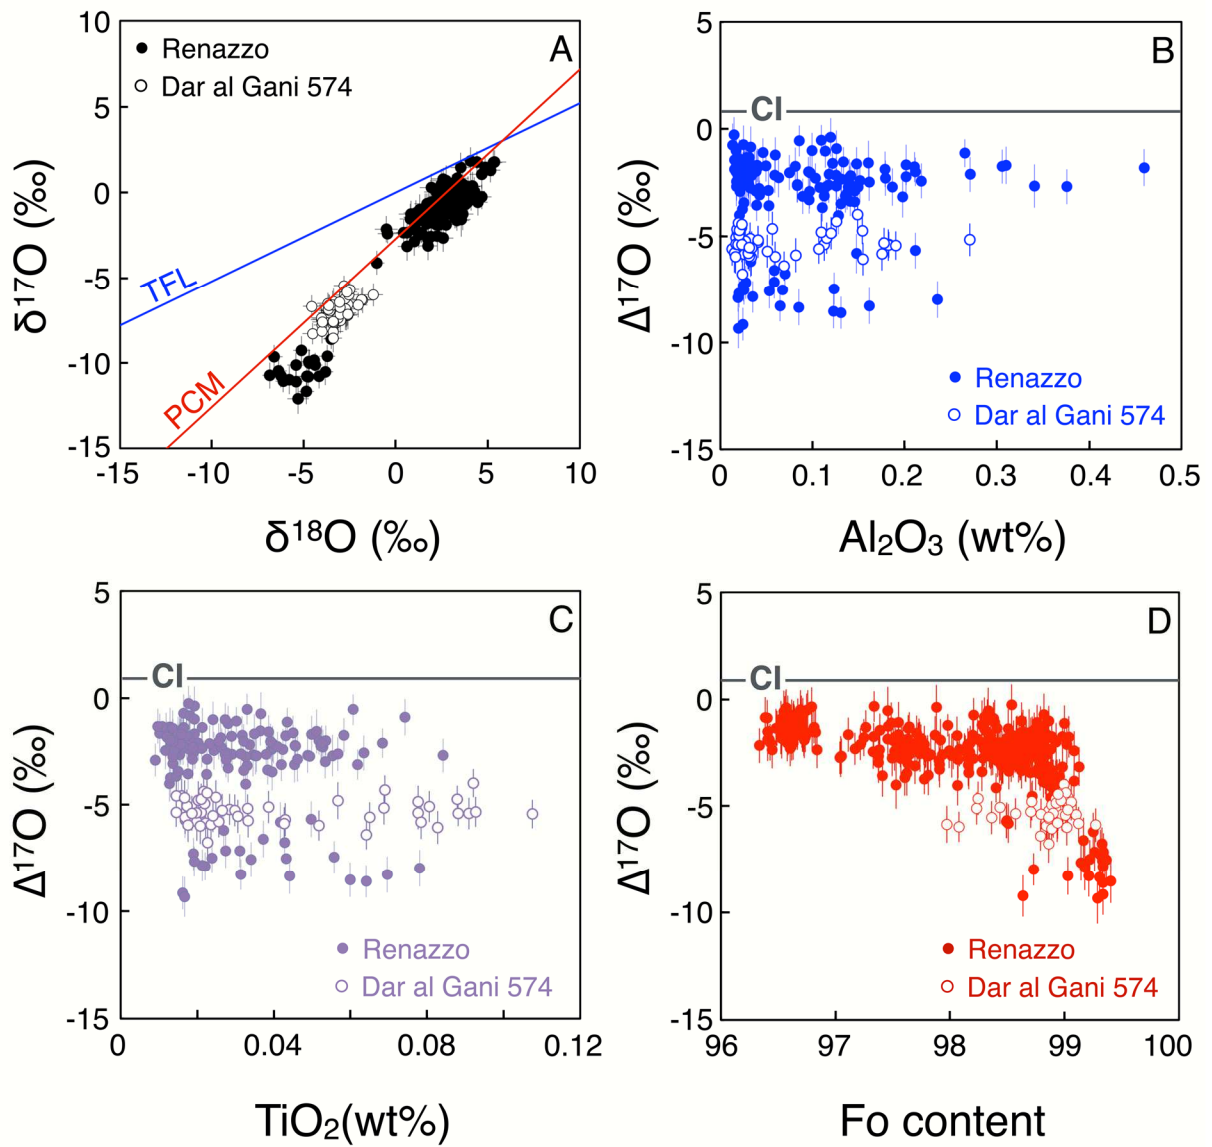 A
Renazzo
Dar al Gani 574
TFL
PCM
10
5
0
-5
-10
-15
-15
-10
-5
0
5
10
δ¹⁷O (‰)
δ¹⁸O (‰)
B
CI
Renazzo
Dar al Gani 574
5
0
-5
-10
-15
0
0.1
0.2
0.3
0.4
0.5
Δ¹⁷O (‰)
Al₂O₃ (wt%)
C
CI
Renazzo
Dar al Gani 574
5
0
-5
-10
-15
0
0.04
0.08
0.12
Δ¹⁷O (‰)
TiO₂(wt%)
D
CI
Renazzo
Dar al Gani 574
5
0
-5
-10
-15
96
97
98
99
100
Δ¹⁷O (‰)
Fo content